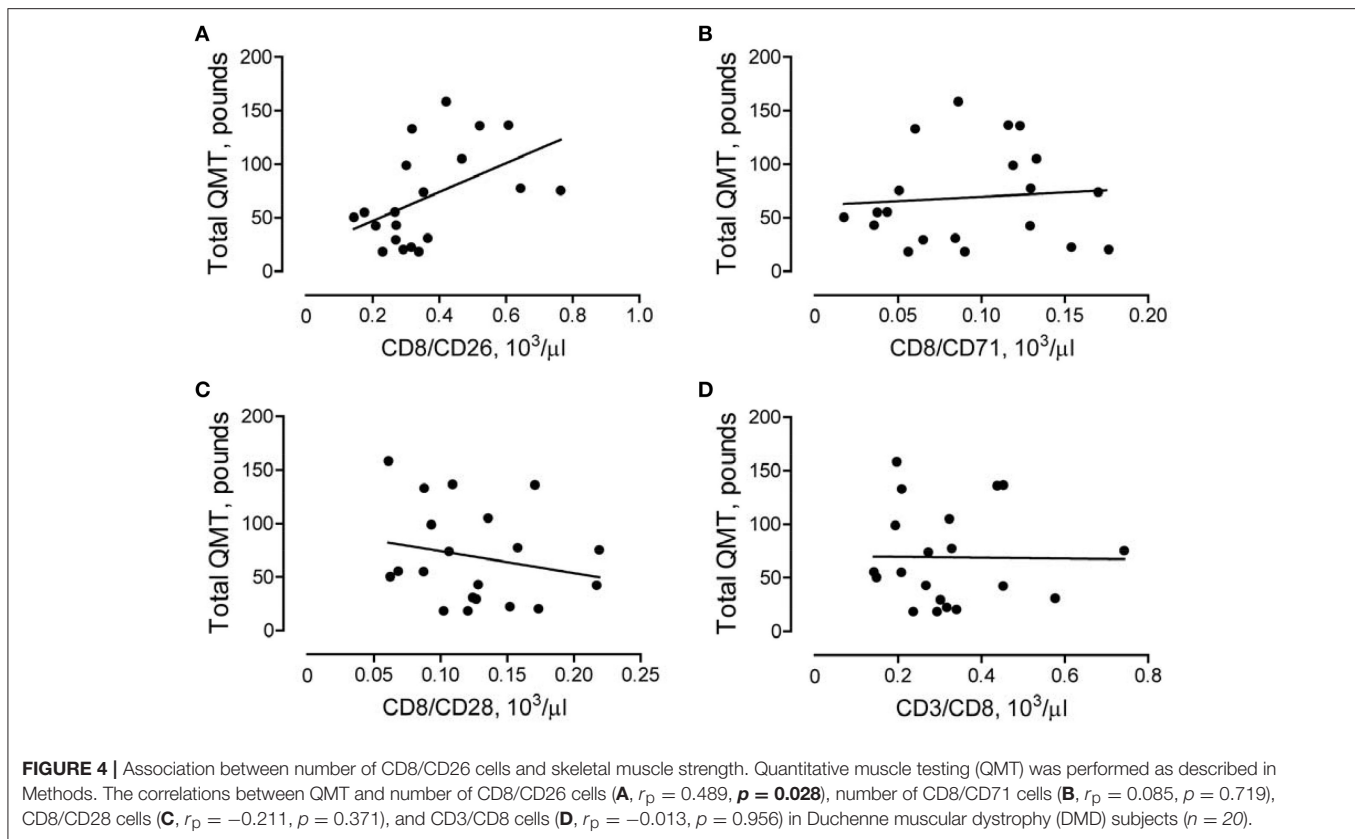 A
B
200
150
100
50
0
Total QMT, pounds
0
0.2
0.4
0.6
0.8
1.0
CD8/CD26, 10³/μl
200
150
100
50
0
Total QMT, pounds
0
0.05
0.10
0.15
0.20
CD8/CD71, 10³/μl
C
D
200
150
100
50
0
Total QMT, pounds
0
0.05
0.10
0.15
0.20
0.25
CD8/CD28, 10³/μl
200
150
100
50
0
Total QMT, pounds
0
0.2
0.4
0.6
0.8
CD3/CD8, 10³/μl
FIGURE 4 | Association between number of CD8/CD26 cells and skeletal muscle strength. Quantitative muscle testing (QMT) was performed as described in
Methods. The correlations between QMT and number of CD8/CD26 cells (A, rp = 0.489, p = 0.028), number of CD8/CD71 cells (B, rp = 0.085, p = 0.719),
CD8/CD28 cells (C, rp = −0.211, p = 0.371), and CD3/CD8 cells (D, rp = −0.013, p = 0.956) in Duchenne muscular dystrophy (DMD) subjects (n = 20).